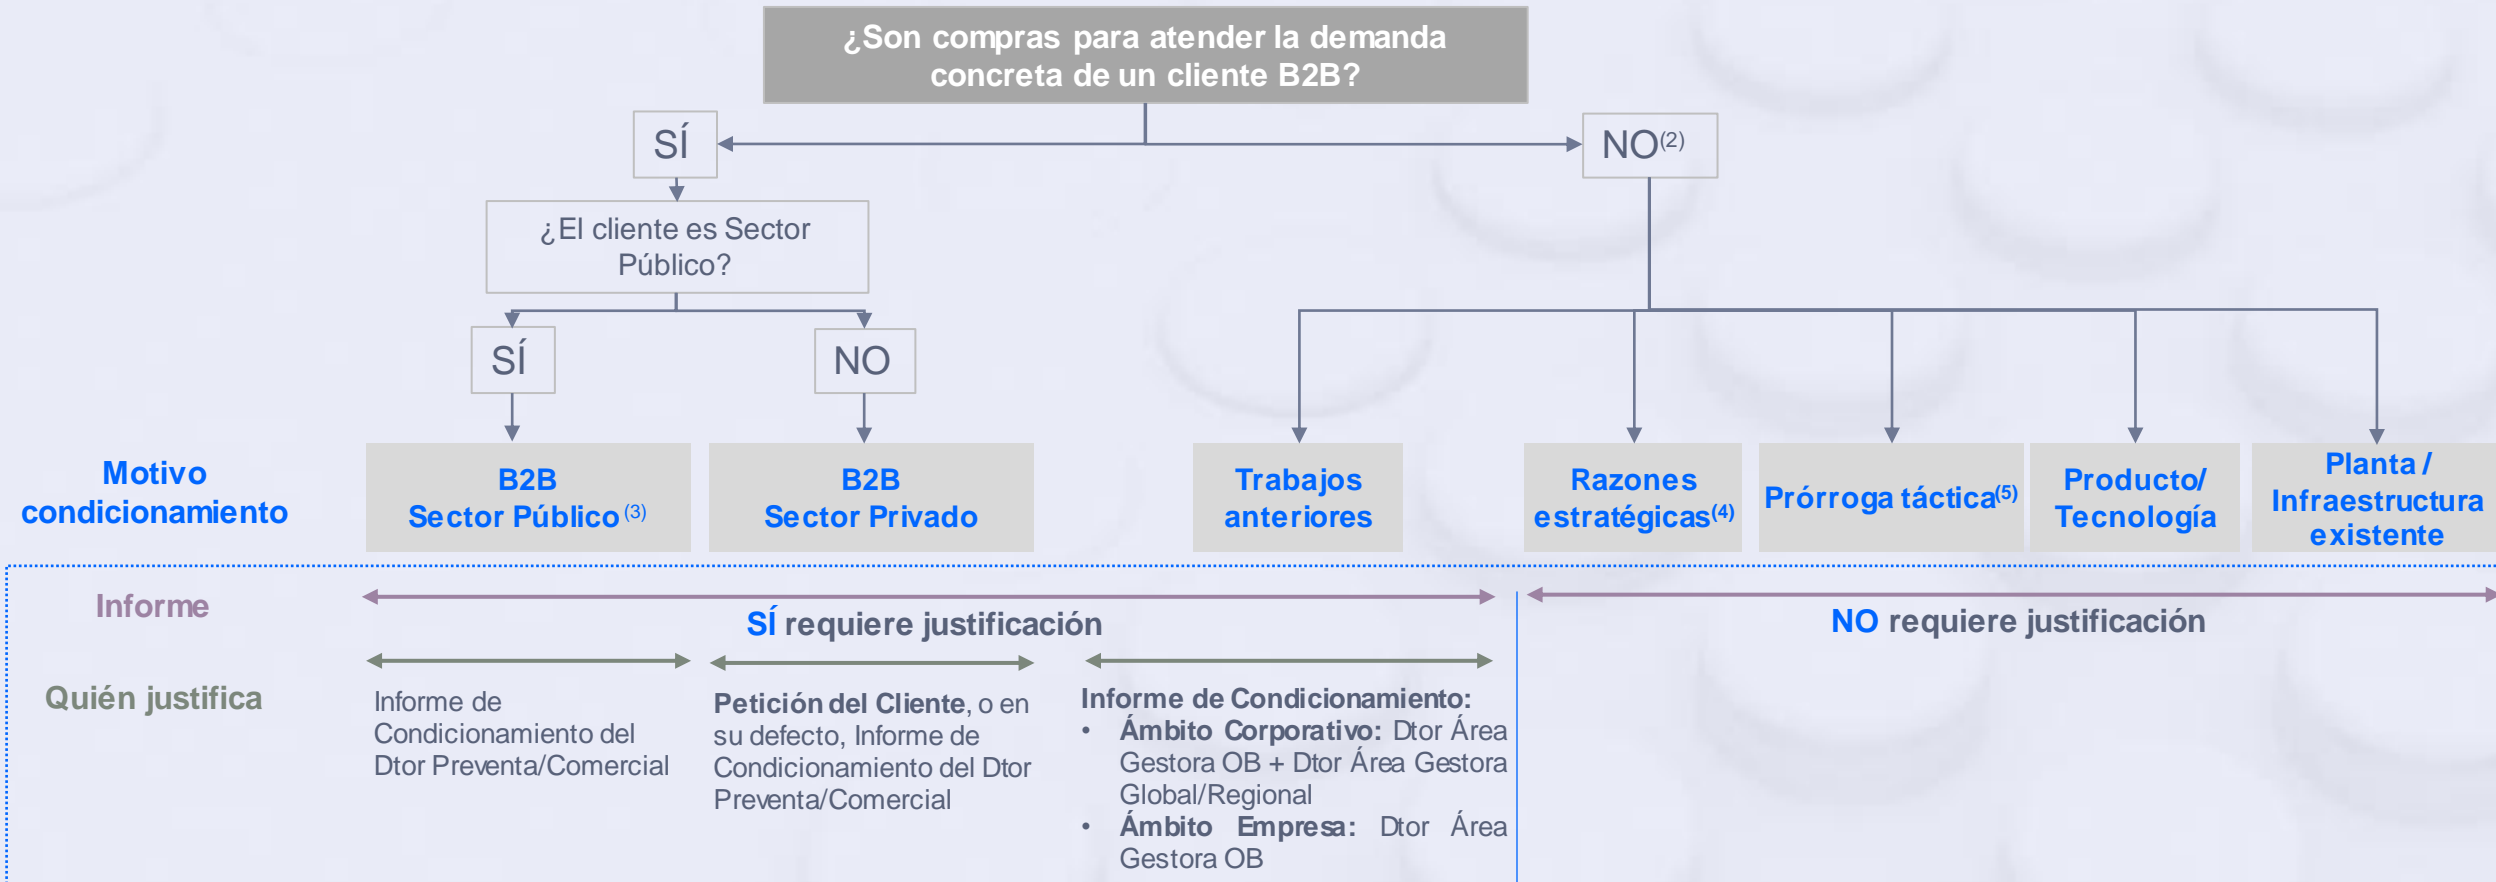 ¿Son compras para atender la demanda
concreta de un cliente B2B?
SÍ
NO(2)
¿El cliente es Sector
Público?
SÍ
NO
Motivo
condicionamiento
B2B
Sector Público (3)
B2B
Sector Privado
Trabajos
anteriores
Razones
estratégicas(4)
Prórroga táctica(5)
Producto/
Tecnología
Planta /
Infraestructura
existente
Informe
SÍ requiere justificación
NO requiere justificación
Quién justifica
Informe de
Condicionamiento del
Dtor Preventa/Comercial
Petición del Cliente, o en
su defecto, Informe de
Condicionamiento del Dtor
Preventa/Comercial
Informe de Condicionamiento:
• Ámbito Corporativo: Dtor Área
Gestora OB + Dtor Área Gestora
Global/Regional
• Ámbito Empresa: Dtor Área
Gestora OB